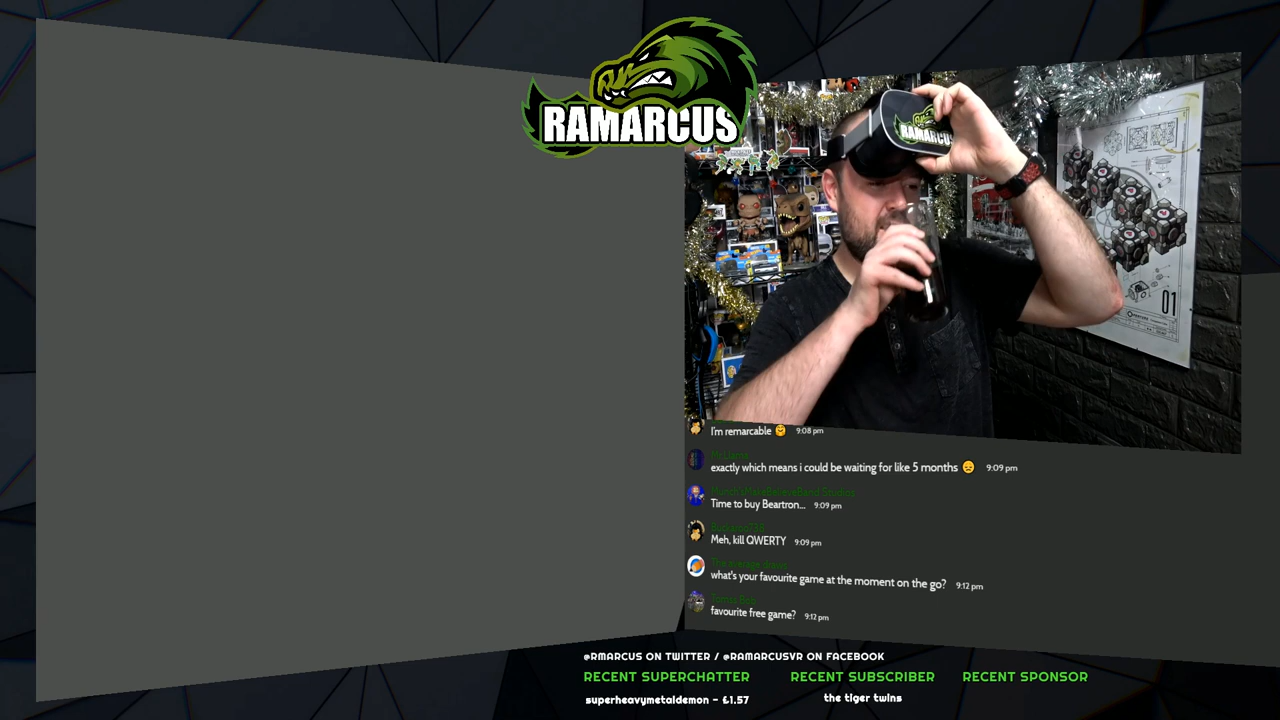 RAMARCUS
RAMARCUS
01
I'm remarcable 🤗 9:08 pm
exactly which means i could be waiting for like 5 months 😞 9:09 pm
Time to buy Beartron... 9:09 pm
Meh, kill QWERTY 9:09 pm
what's your favourite game at the moment on the go? 9:12 pm
favourite free game? 9:12 pm
@RMARCUS ON TWITTER / @RAMARCUSVR ON FACEBOOK
RECENT SUPERCHATTER RECENT SUBSCRIBER RECENT SPONSOR
superheavymetaldemon - £1.57 the tiger twins